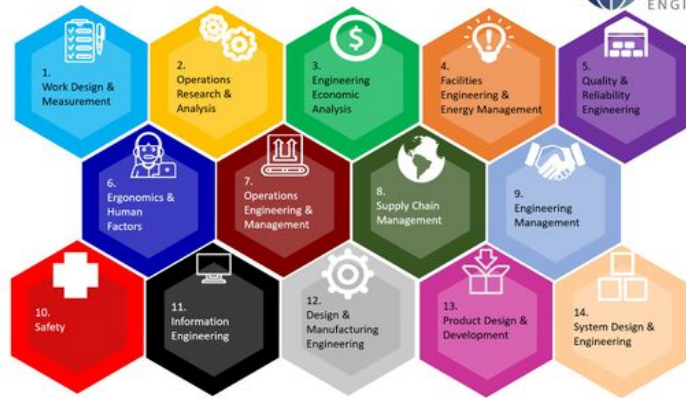 ENGI
1.
Work Design &
Measurement
2.
Operations
Research &
Analysis
3.
Engineering
Economic
Analysis
4.
Facilities
Engineering &
Energy Management
5.
Quality &
Reliability
Engineering
6.
Ergonomics &
Human
Factors
7.
Operations
Engineering &
Management
8.
Supply Chain
Management
9.
Engineering
Management
10.
Safety
11.
Information
Engineering
12.
Design &
Manufacturing
Engineering
13.
Product Design &
Development
14.
System Design &
Engineering